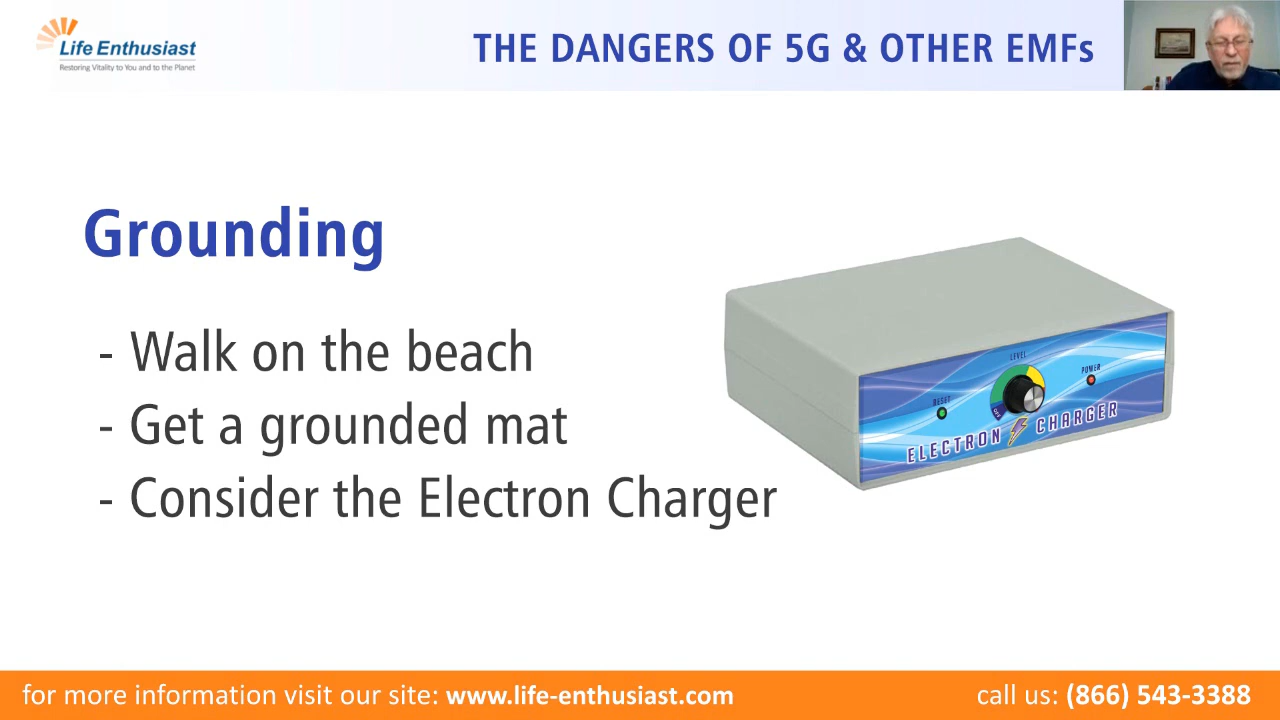 Life Enthusiast
Restoring Vitality to You and to the Planet
THE DANGERS OF 5G & OTHER EMFs
Grounding
- Walk on the beach
- Get a grounded mat
- Consider the Electron Charger
LEVEL
POWER
RESET
OFF
ELECTRON CHARGER
for more information visit our site: www.life-enthusiast.com
call us: (866) 543-3388